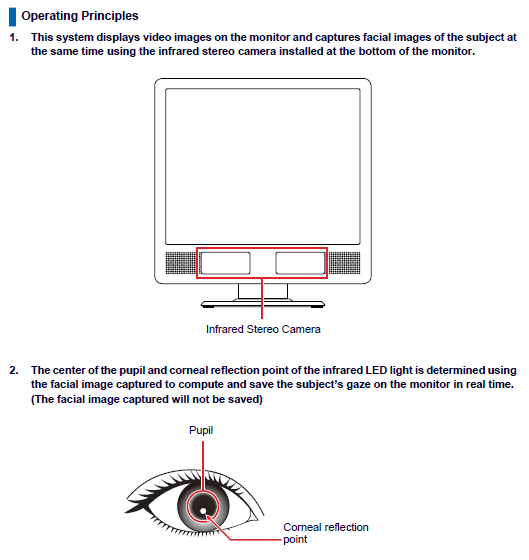 Operating Principles
1. This system displays video images on the monitor and captures facial images of the subject at
the same time using the infrared stereo camera installed at the bottom of the monitor.
Infrared Stereo Camera
2. The center of the pupil and corneal reflection point of the infrared LED light is determined using
the facial image captured to compute and save the subject's gaze on the monitor in real time.
(The facial image captured will not be saved)
Pupil
Corneal reflection
point